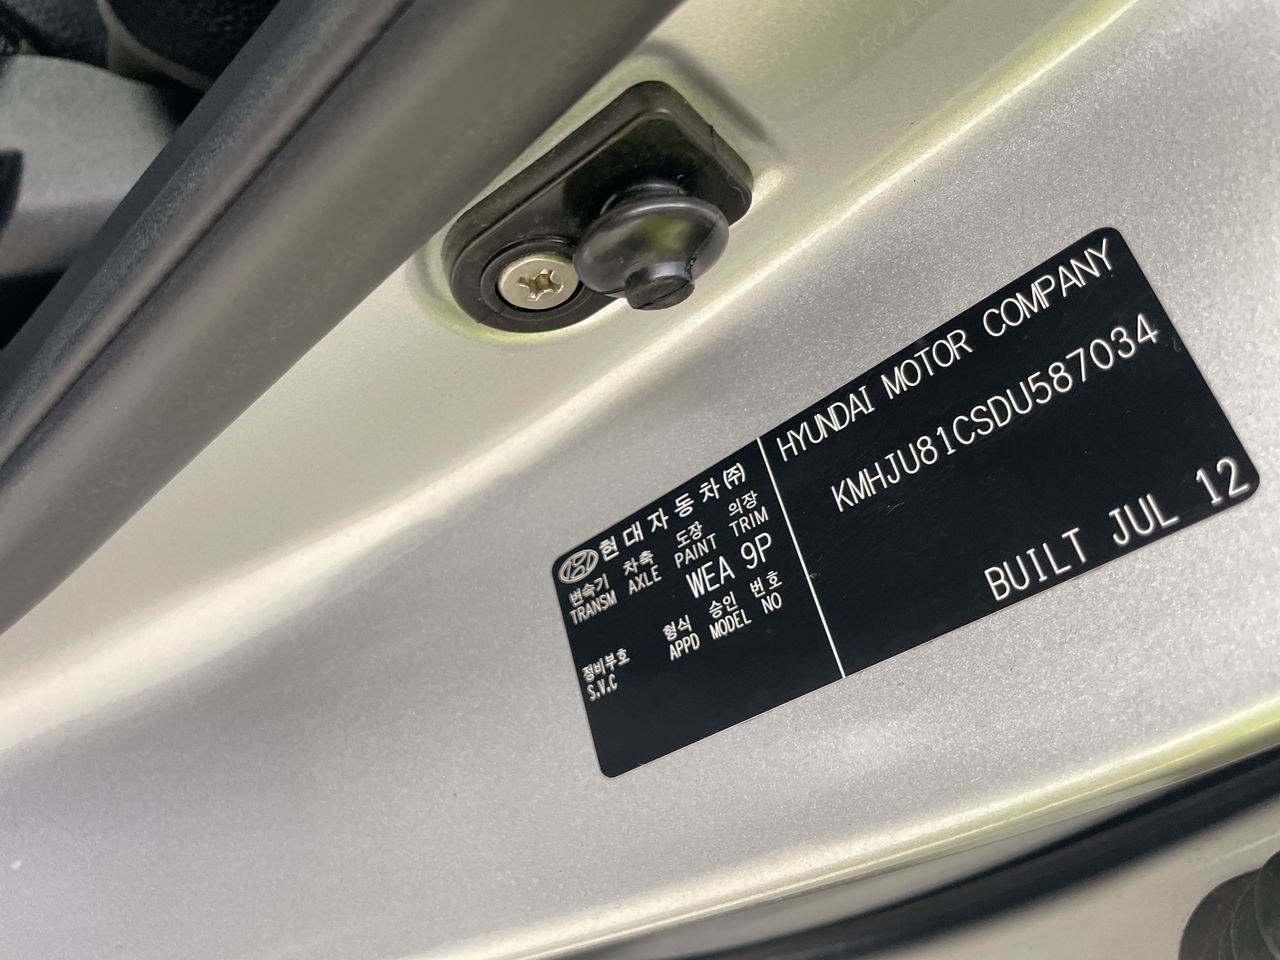 현대자동차㈜
변속기 차축 도장 의장
TRANSM AXLE PAINT TRIM
WEA 9P
형식 승인 번호
APPD MODEL NO
정비부호
S.V.C
HYUNDAI MOTOR COMPANY
KMHJU81CSDU587034
BUILT JUL 12